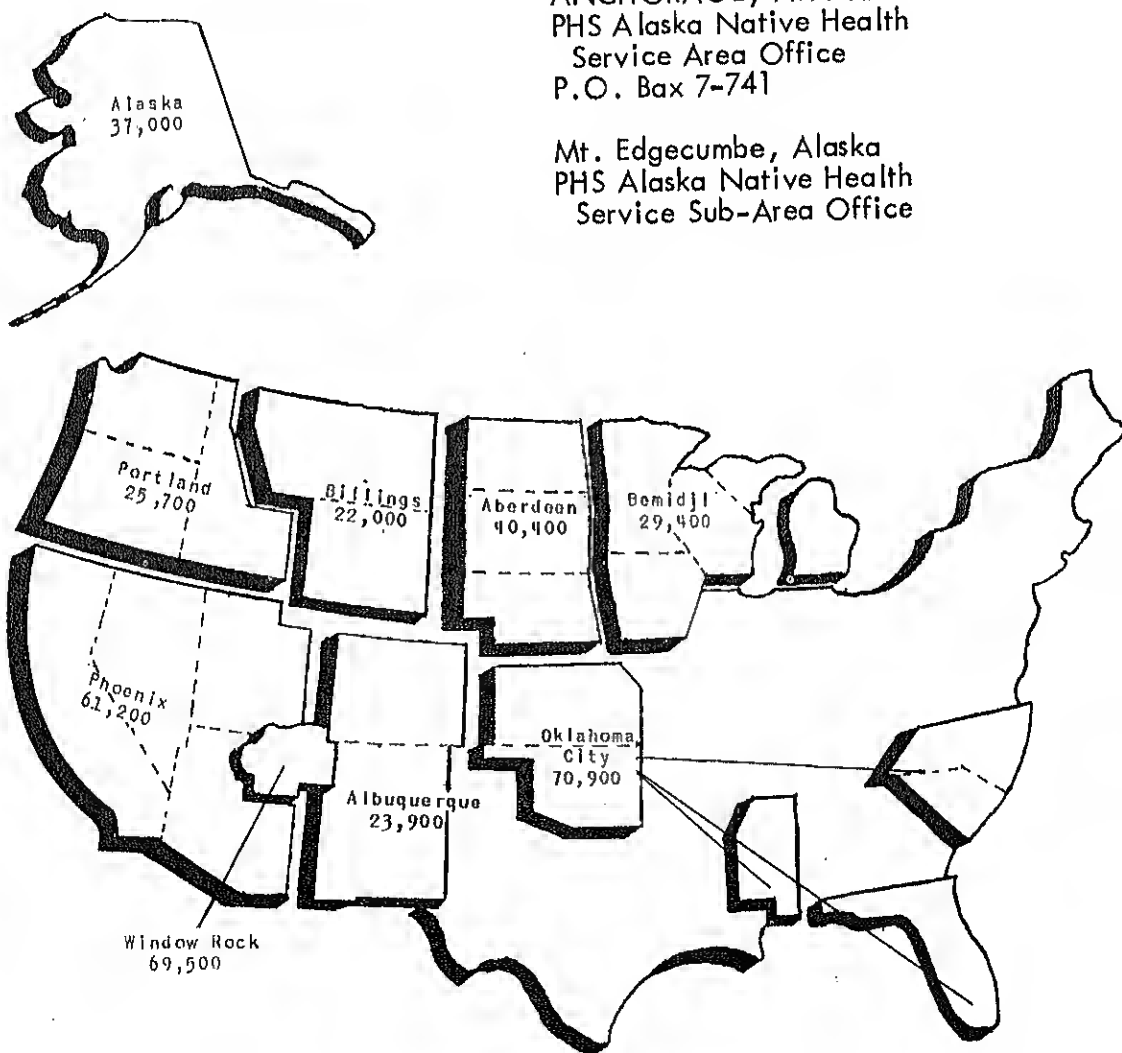 PHS Alaska Native Health
Service Area Office
P.O. Bax 7-741
Mt. Edgecumbe, Alaska
PHS Alaska Native Health
Service Sub-Area Office
Alaska
37,000
Portland
25,700
Billings
22,000
Aberdeen
40,400
Bemidji
29,400
Phoenix
61,200
Oklahoma
City
70,900
Albuquerque
23,900
Window Rock
69,500